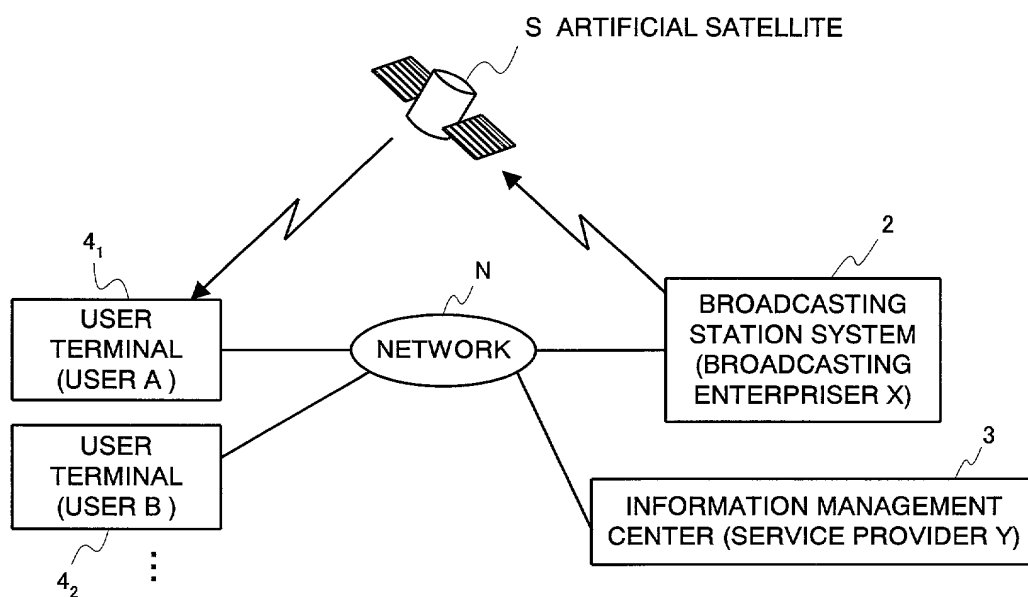 S ARTIFICIAL SATELLITE
2
4₁
N
BROADCASTING
STATION SYSTEM
(BROADCASTING
ENTERPRISER X)
USER
TERMINAL
(USER A )
NETWORK
3
USER
TERMINAL
(USER B )
INFORMATION MANAGEMENT
CENTER (SERVICE PROVIDER Y)
4₂